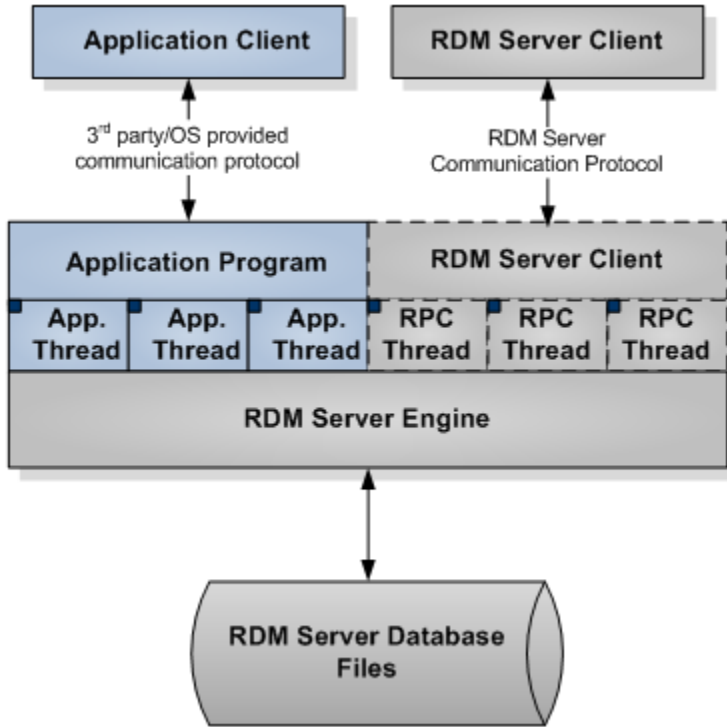 Application Client
RDM Server Client
3rd party/OS provided
communication protocol
RDM Server
Communication Protocol
Application Program
RDM Server Client
App.
Thread
App.
Thread
App.
Thread
RPC
Thread
RPC
Thread
RPC
Thread
RDM Server Engine
RDM Server Database
Files